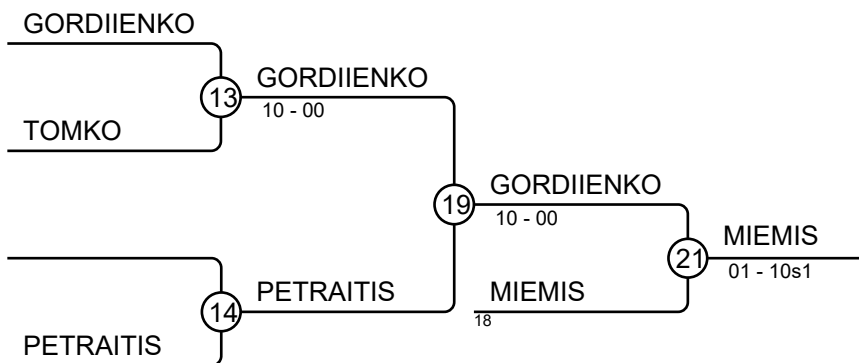 GORDIIENKO
13
GORDIIENKO
10 - 00
TOMKO
19
GORDIIENKO
10 - 00
21
MIEMIS
01 - 10s1
14
PETRAITIS
MIEMIS
18
PETRAITIS